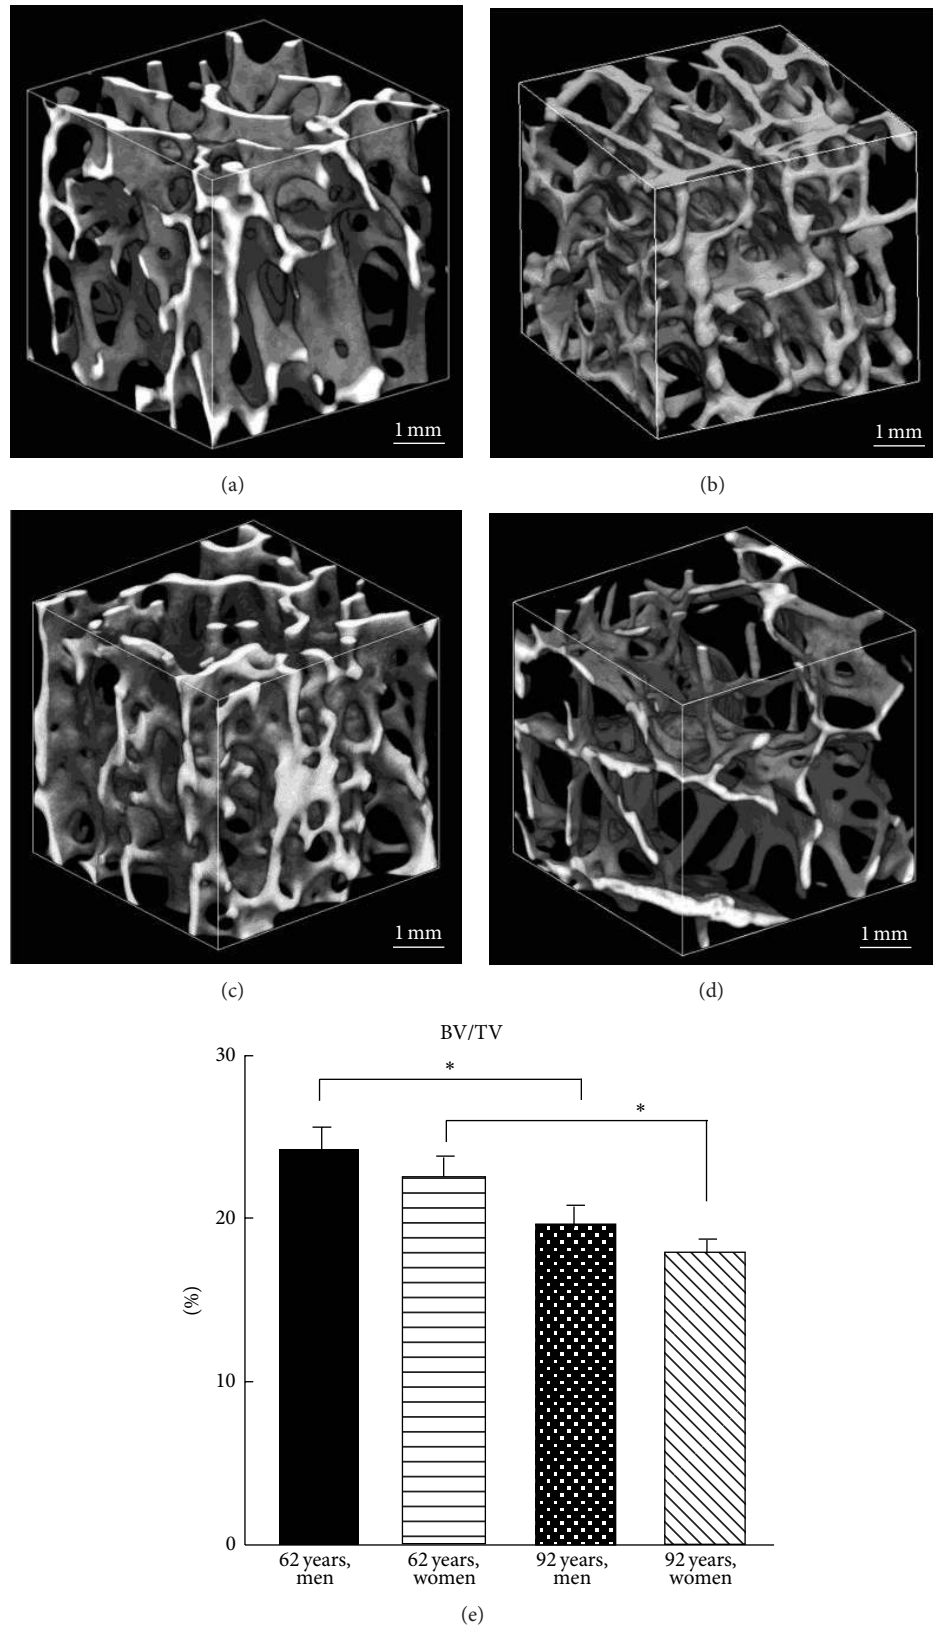 1 mm
1 mm
(a)
(b)
1 mm
1 mm
(c)
(d)
BV/TV
30
*
*
20
(%)
10
0
62 years,
men
62 years,
women
92 years,
men
92 years,
women
(e)